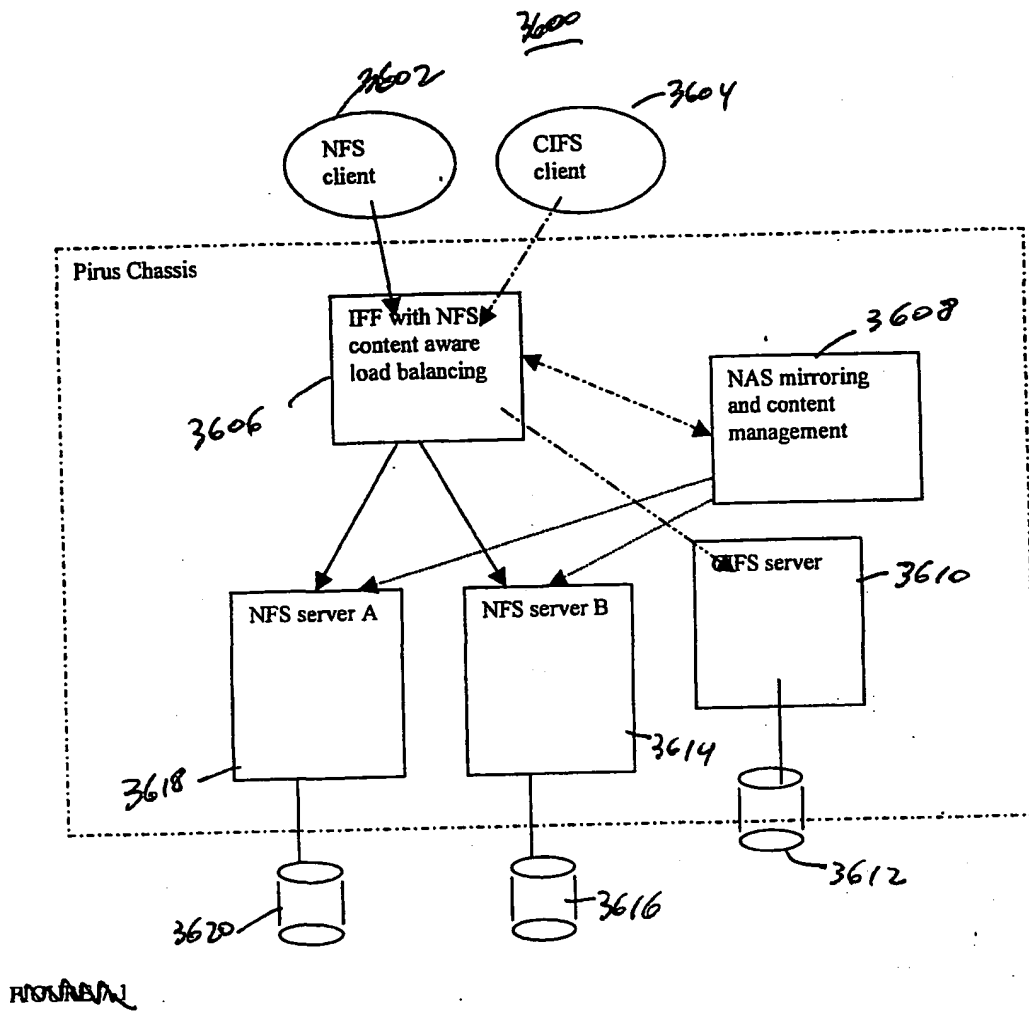 3600
3602
3604
NFS
client
CIFS
client
Pirus Chassis
IFF with NFS
content aware
load balancing
3606
3608
NAS mirroring
and content
management
CIFS server
3610
NFS server A
NFS server B
3614
3618
3612
3620
3616